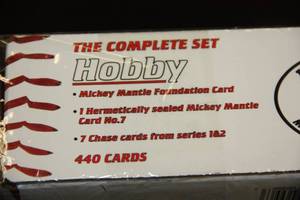 THE COMPLETE SET
Hobby
• Mickey Mantle Foundation Card
• 1 Hermetically sealed Mickey Mantle
Card No.7
• 7 Chase cards from series 1&2
440 CARDS